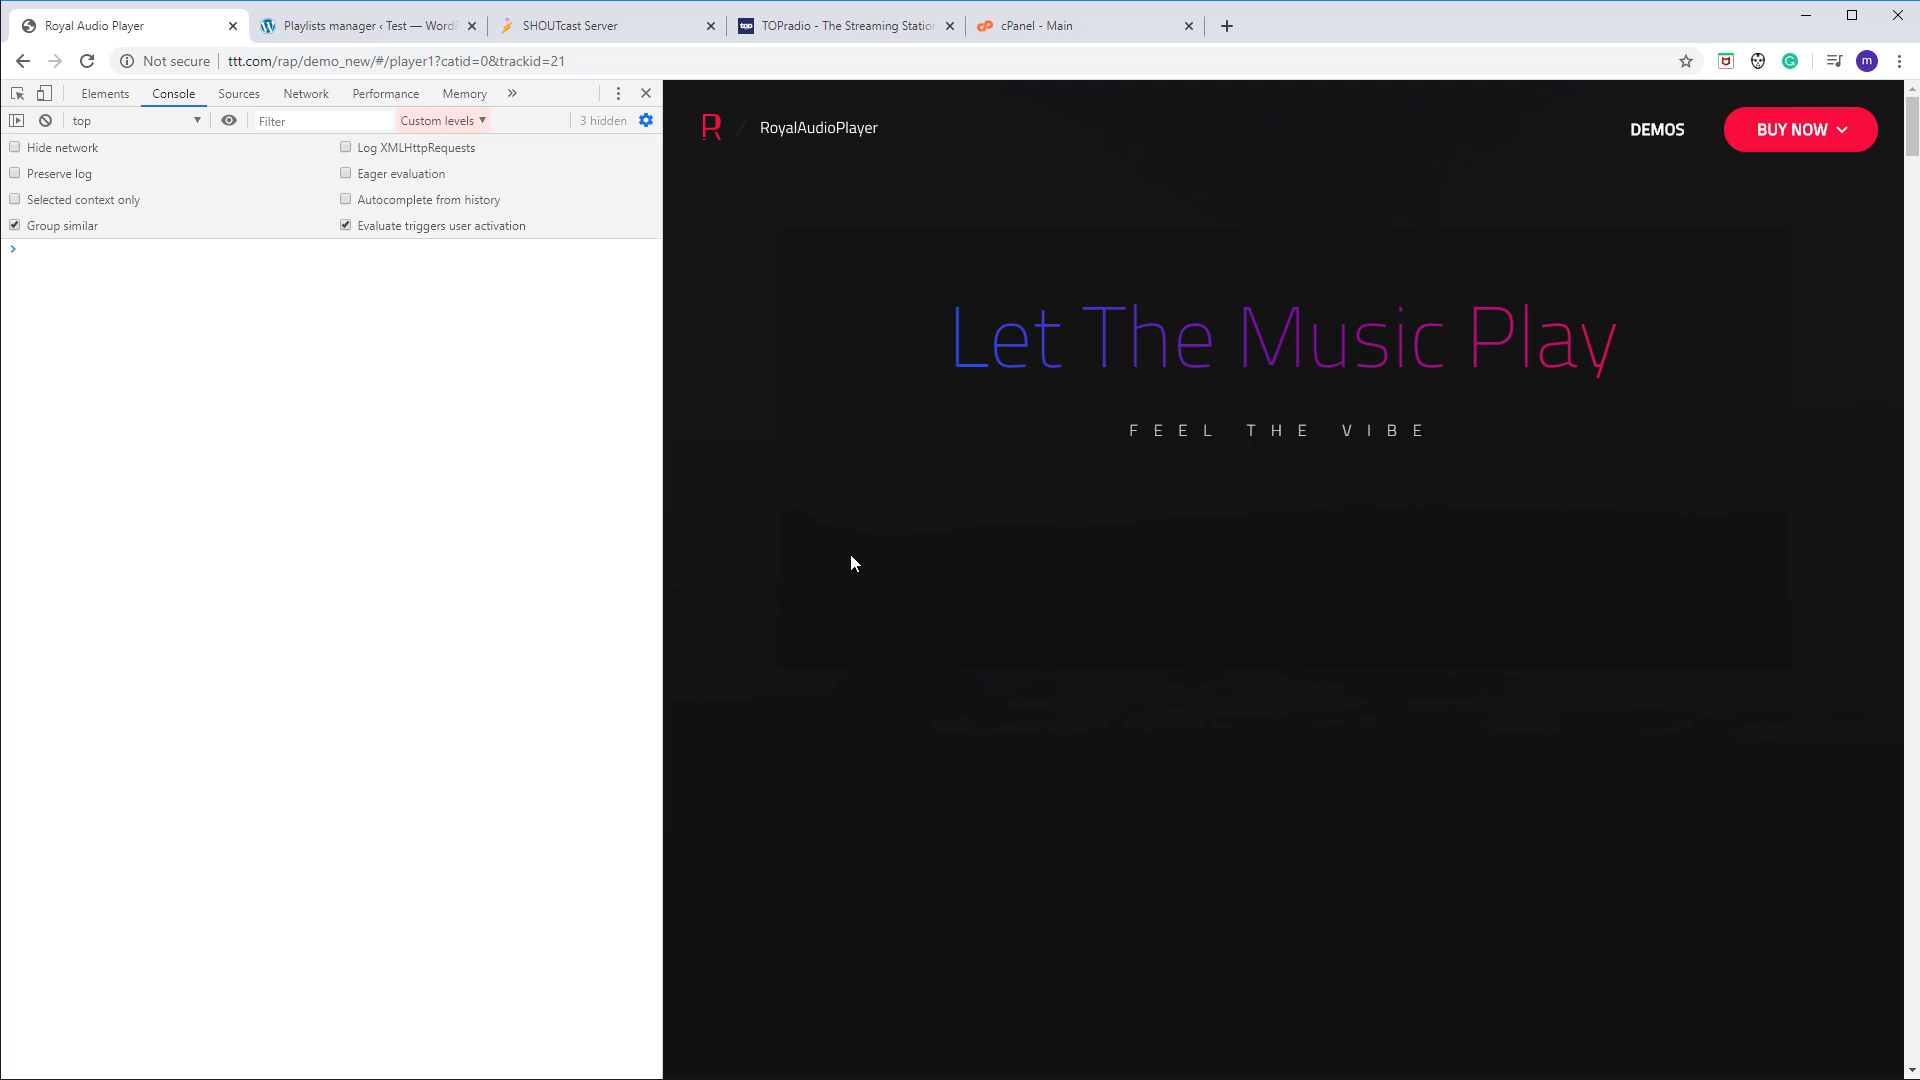 Royal Audio Player
Playlists manager ‹ Test — WordP
SHOUTcast Server
top
TOPradio - The Streaming Station
cPanel - Main
Not secure
ttt.com/rap/demo_new/#/player1?catid=0&trackid=21
m
Elements
Console
Sources
Network
Performance
Memory
top
Filter
Custom levels
3 hidden
Hide network
Log XMLHttpRequests
Preserve log
Eager evaluation
Selected context only
Autocomplete from history
Group similar
Evaluate triggers user activation
R / RoyalAudioPlayer
DEMOS
BUY NOW
Let The Music Play
FEEL THE VIBE